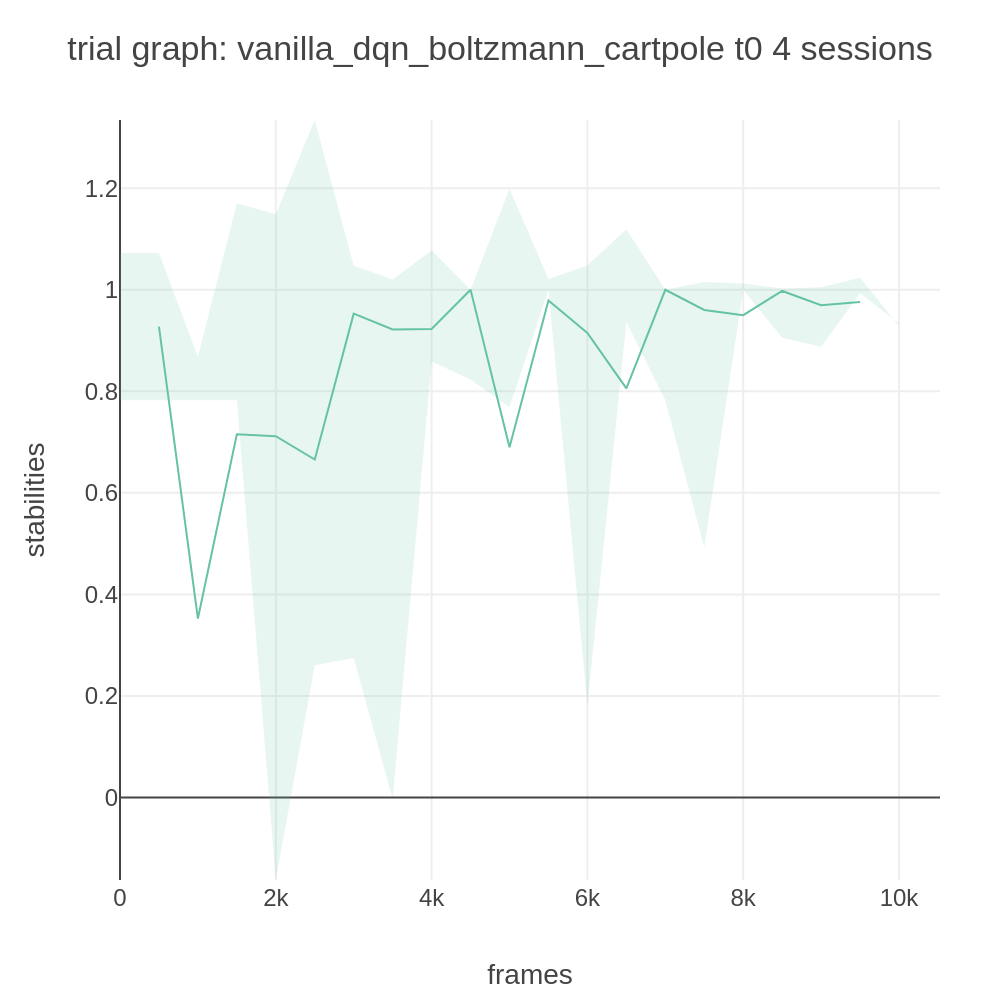 trial graph: vanilla_dqn_boltzmann_cartpole t0 4 sessions
stabilities
1.2
1
0.8
0.6
0.4
0.2
0
0
2k
4k
6k
8k
10k
frames